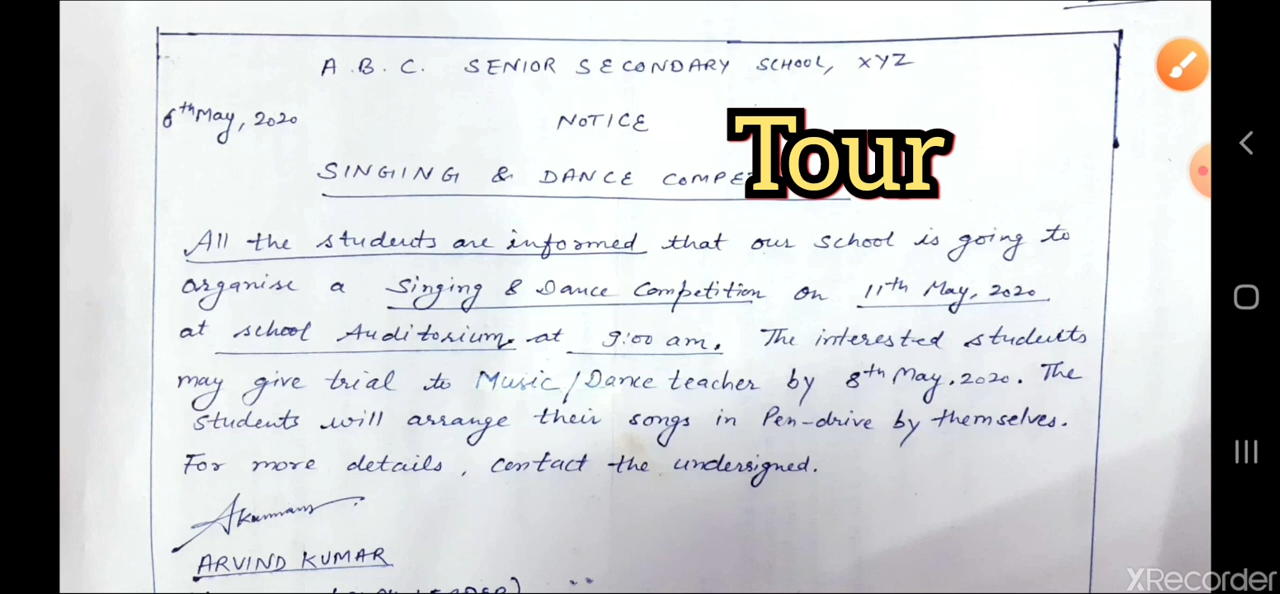 A.B.C. SENIOR SECONDARY SCHOOL, XYZ
6th May, 2020
NOTICE
Tour
SINGING & DANCE COMPE
All the students are informed that our school is going to
organise a Singing & Dance Competition on 11th May, 2020
at school Auditorium. at 9:00 am. The interested students
may give trial to Music/Dance teacher by 8th May, 2020. The
students will arrange their songs in Pen-drive by themselves.
For more details, contact the undersigned.
Akumar
ARVIND KUMAR
XRecorder